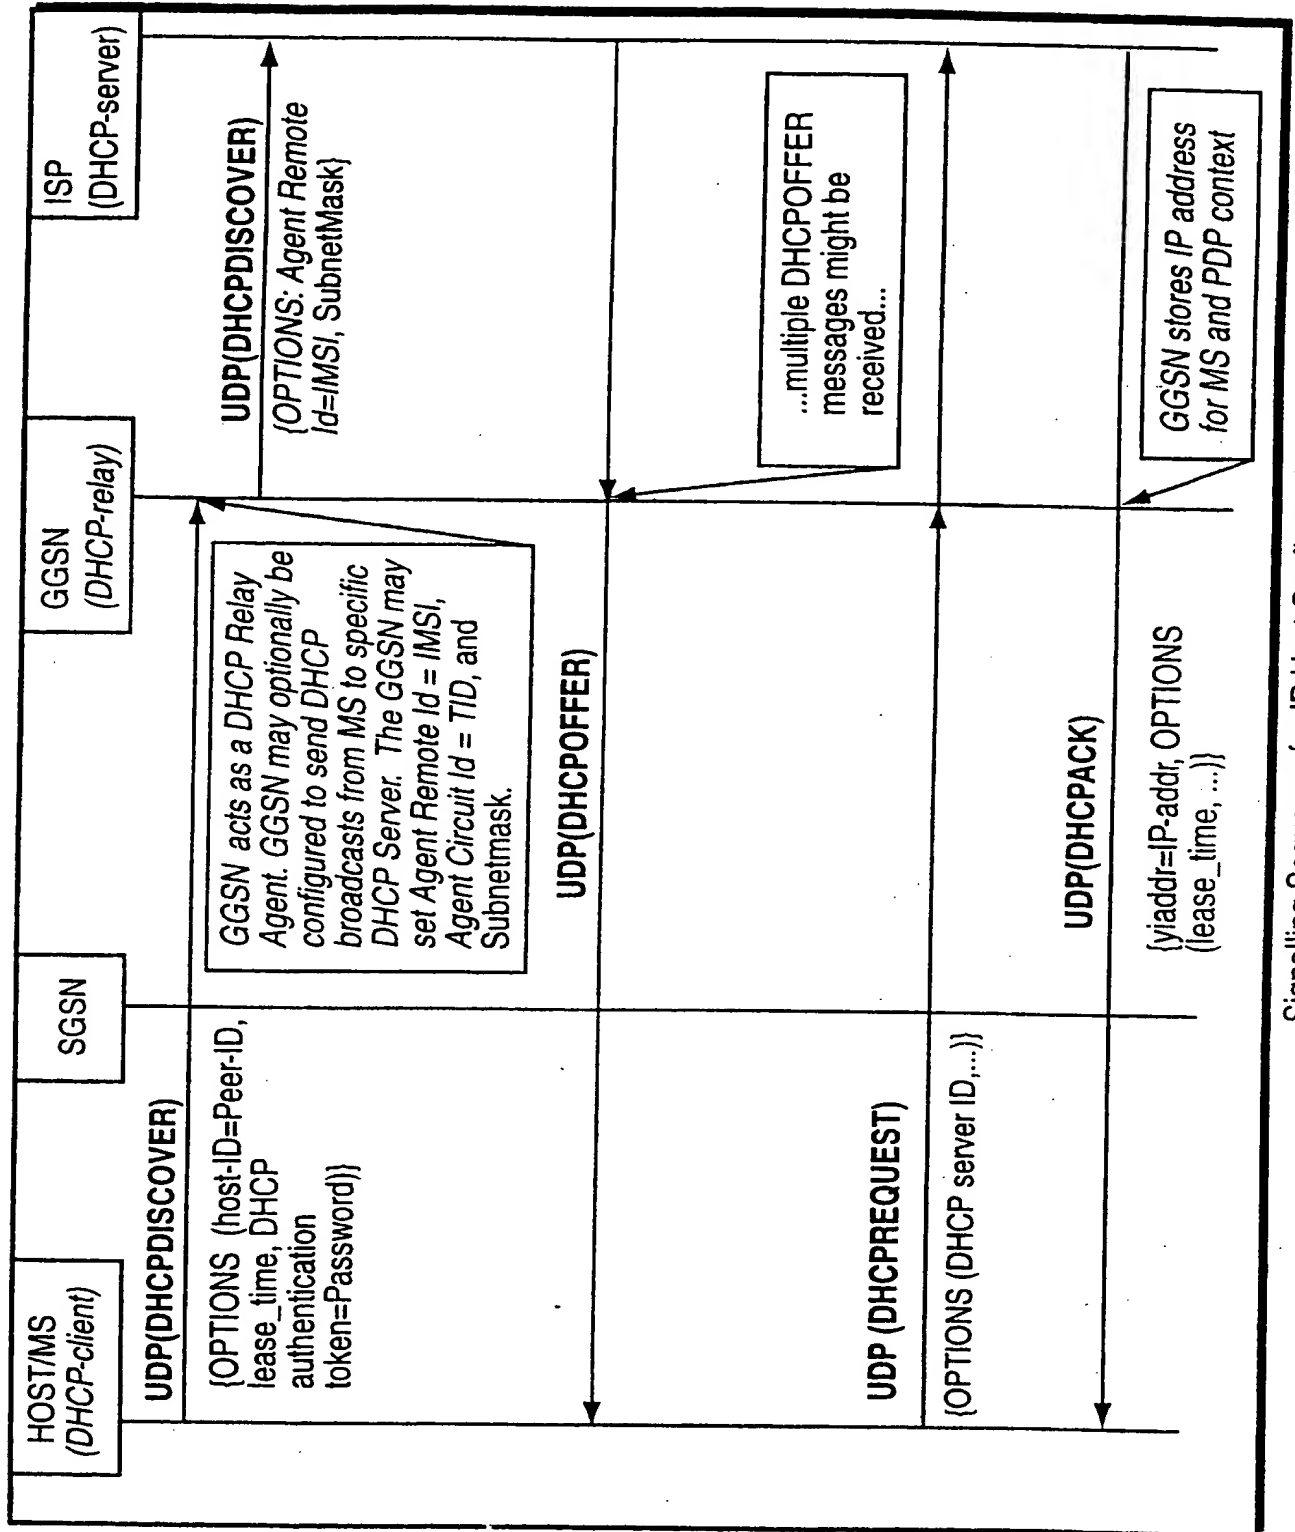 HOST/MS
(DHCP-client)
SGSN
GGSN
(DHCP-relay)
ISP
(DHCP-server)
UDP(DHCPDISCOVER)
{OPTIONS (host-ID=Peer-ID,
lease_time, DHCP
authentication
token=Password)}
GGSN acts as a DHCP Relay
Agent. GGSN may optionally be
configured to send DHCP
broadcasts from MS to specific
DHCP Server. The GGSN may
set Agent Remote Id = IMSI,
Agent Circuit Id = TID, and
Subnetmask.
UDP(DHCPDISCOVER)
{OPTIONS: Agent Remote
Id=IMSI, SubnetMask}
UDP(DHCPOFFER)
...multiple DHCPOFFER
messages might be
received...
UDP (DHCPREQUEST)
{OPTIONS (DHCP server ID,...)}
UDP(DHCPACK)
{yiaddr=IP-addr, OPTIONS
(lease_time, ...)}
GGSN stores IP address
for MS and PDP context
Signalling